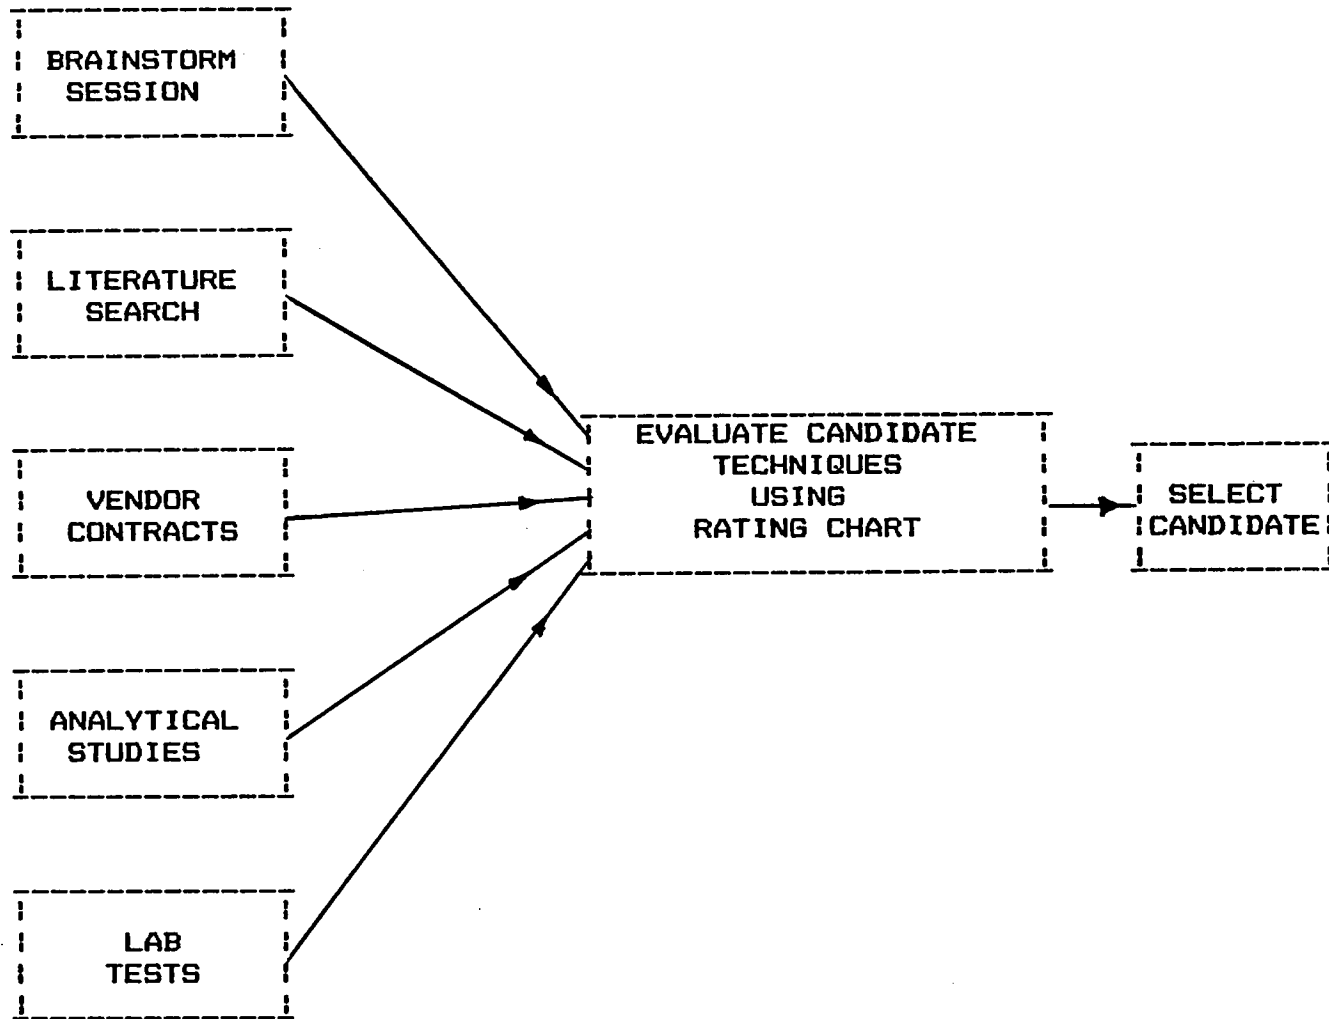 BRAINSTORM
SESSION
LITERATURE
SEARCH
VENDOR
CONTRACTS
ANALYTICAL
STUDIES
LAB
TESTS
EVALUATE CANDIDATE
TECHNIQUES
USING
RATING CHART
SELECT
CANDIDATE